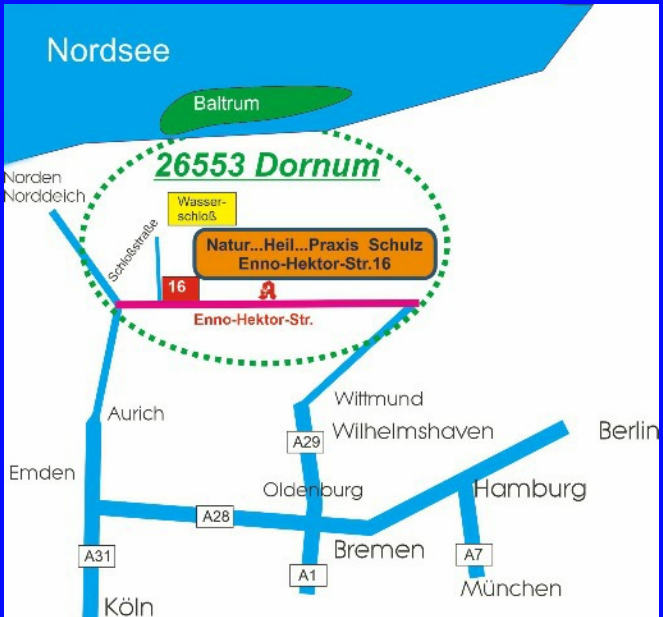 Nordsee
Baltrum
26553 Dornum
Norden
Norddeich
Wasser-
schloß
Schloßstraße
Natur...Heil...Praxis Schulz
Enno-Hektor-Str.16
16
A
Enno-Hektor-Str.
Wittmund
Aurich
A29
Wilhelmshaven
Berlin
Emden
Oldenburg
Hamburg
A28
Bremen
A31
A7
A1
München
Köln